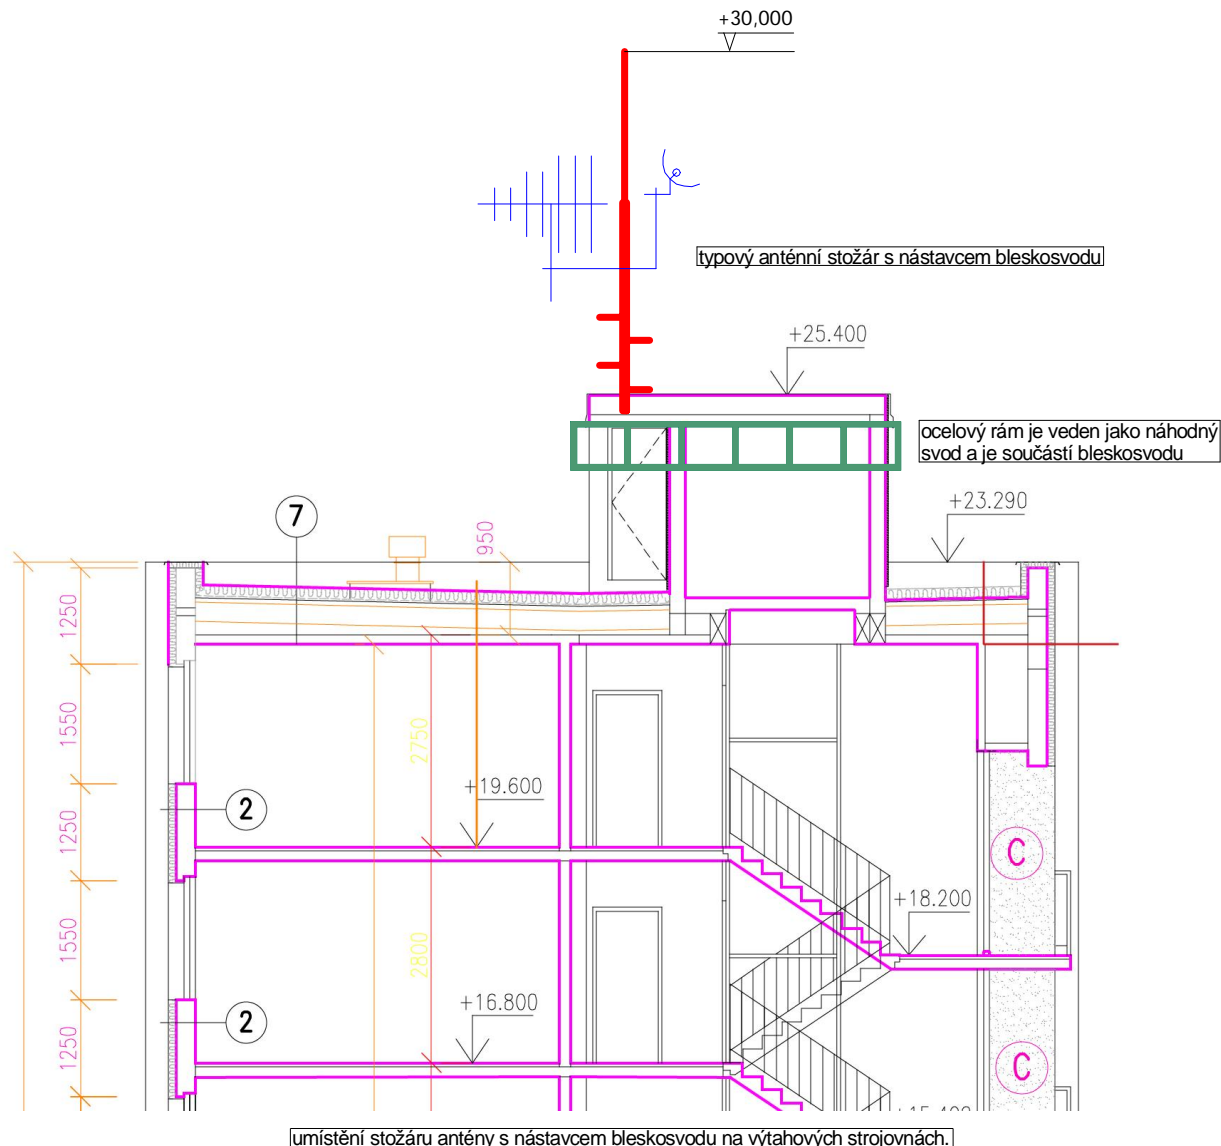 +30,000
typový anténní stožár s nástavcem bleskosvodu
+25.400
ocelový rám je veden jako náhodný
svod a je součástí bleskosvodu
+23.290
7
950
1250
1550
2750
+19.600
2
1250
C
+18.200
1550
2800
+16.800
2
1250
C
umístění stožáru antény s nástavcem bleskosvodu na výtahových strojovnách.